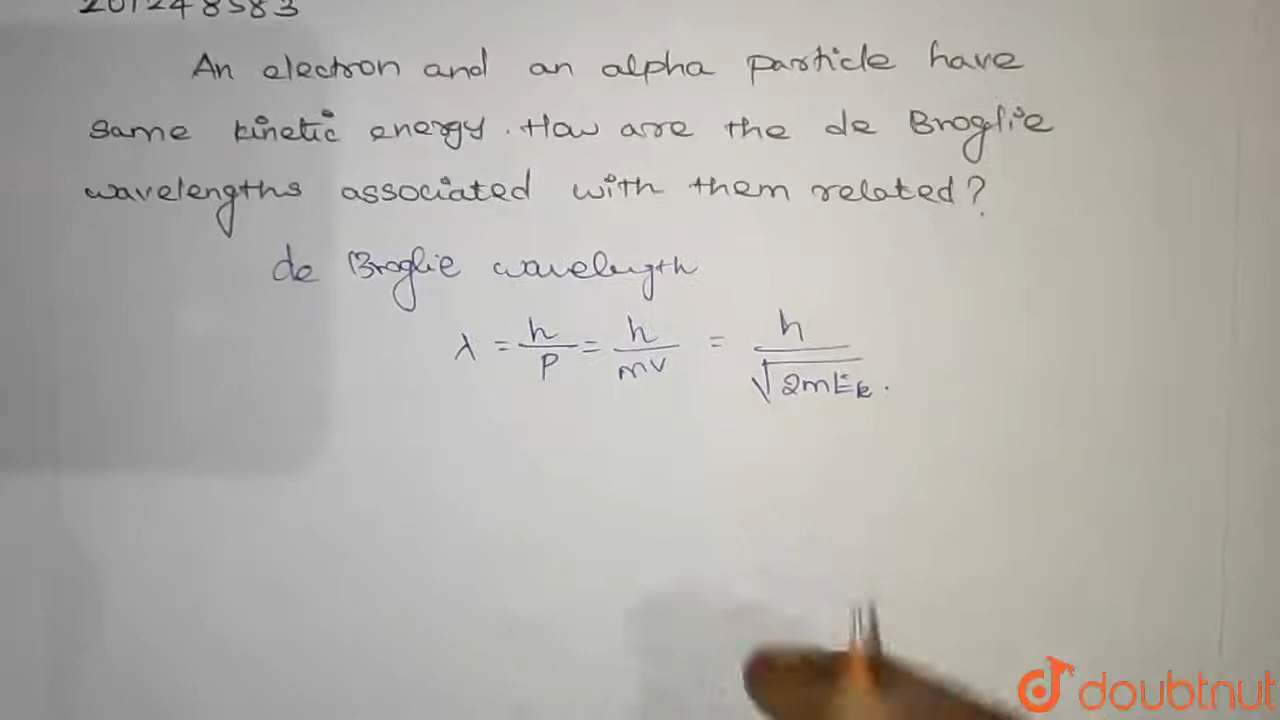 201248583
An electron and an alpha particle have
same kinetic energy. How are the de Broglie
wavelengths associated with them related?
de Broglie wavelength
λ = h/P = h/mv = h/√2mEk.
doubtnut